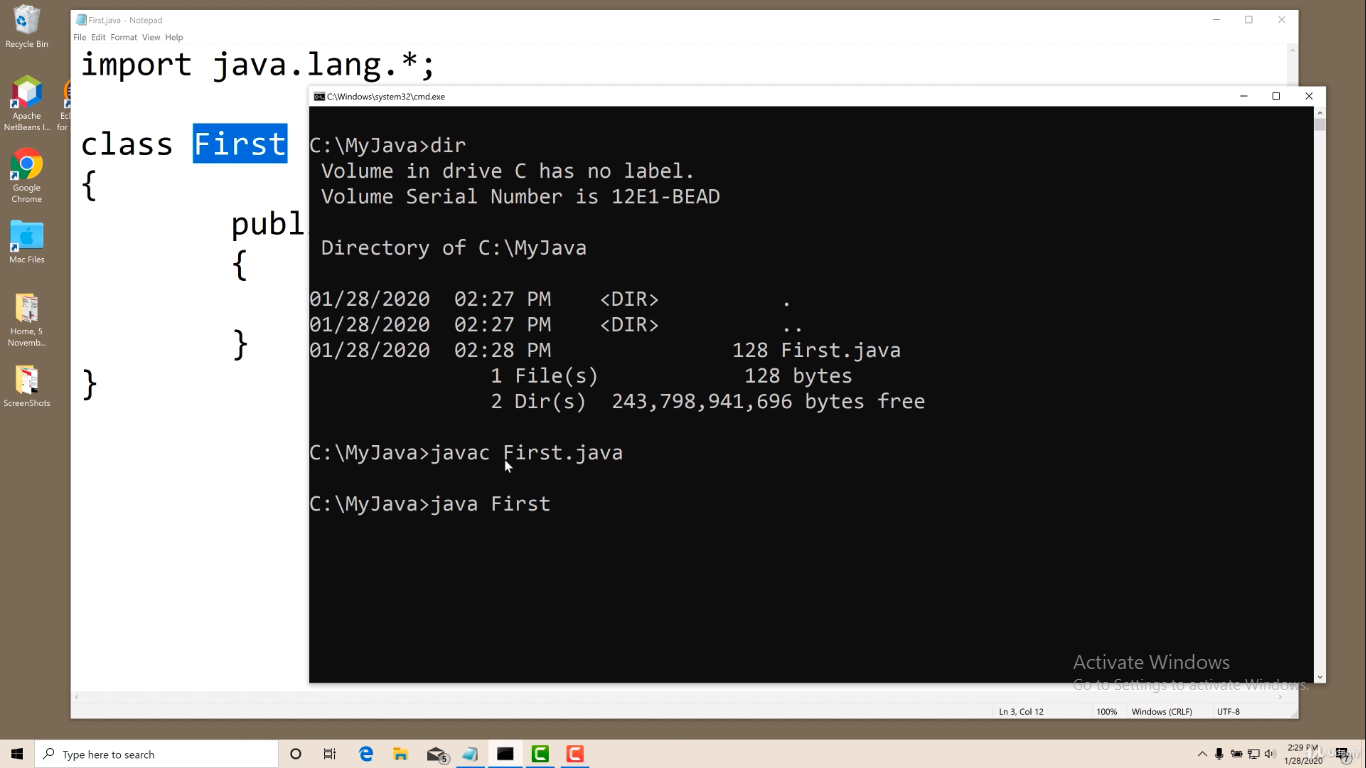 Recycle Bin
Apache
NetBeans I...
for
Google
Chrome
Mac Files
Home, 5
Novemb...
ScreenShots
First.java - Notepad
File Edit Format View Help
import java.lang.*;
class First
{
publ
{
}
}
C:\Windows\system32\cmd.exe
C:\MyJava>dir
Volume in drive C has no label.
Volume Serial Number is 12E1-BEAD
Directory of C:\MyJava
01/28/2020 02:27 PM <DIR> .
01/28/2020 02:27 PM <DIR> ..
01/28/2020 02:28 PM 128 First.java
1 File(s) 128 bytes
2 Dir(s) 243,798,941,696 bytes free
C:\MyJava>javac First.java
C:\MyJava>java First
Activate Windows
Go to Settings to activate Windows.
Ln 3, Col 12 100% Windows (CRLF) UTF-8
Type here to search
5
2:29 PM
1/28/2020